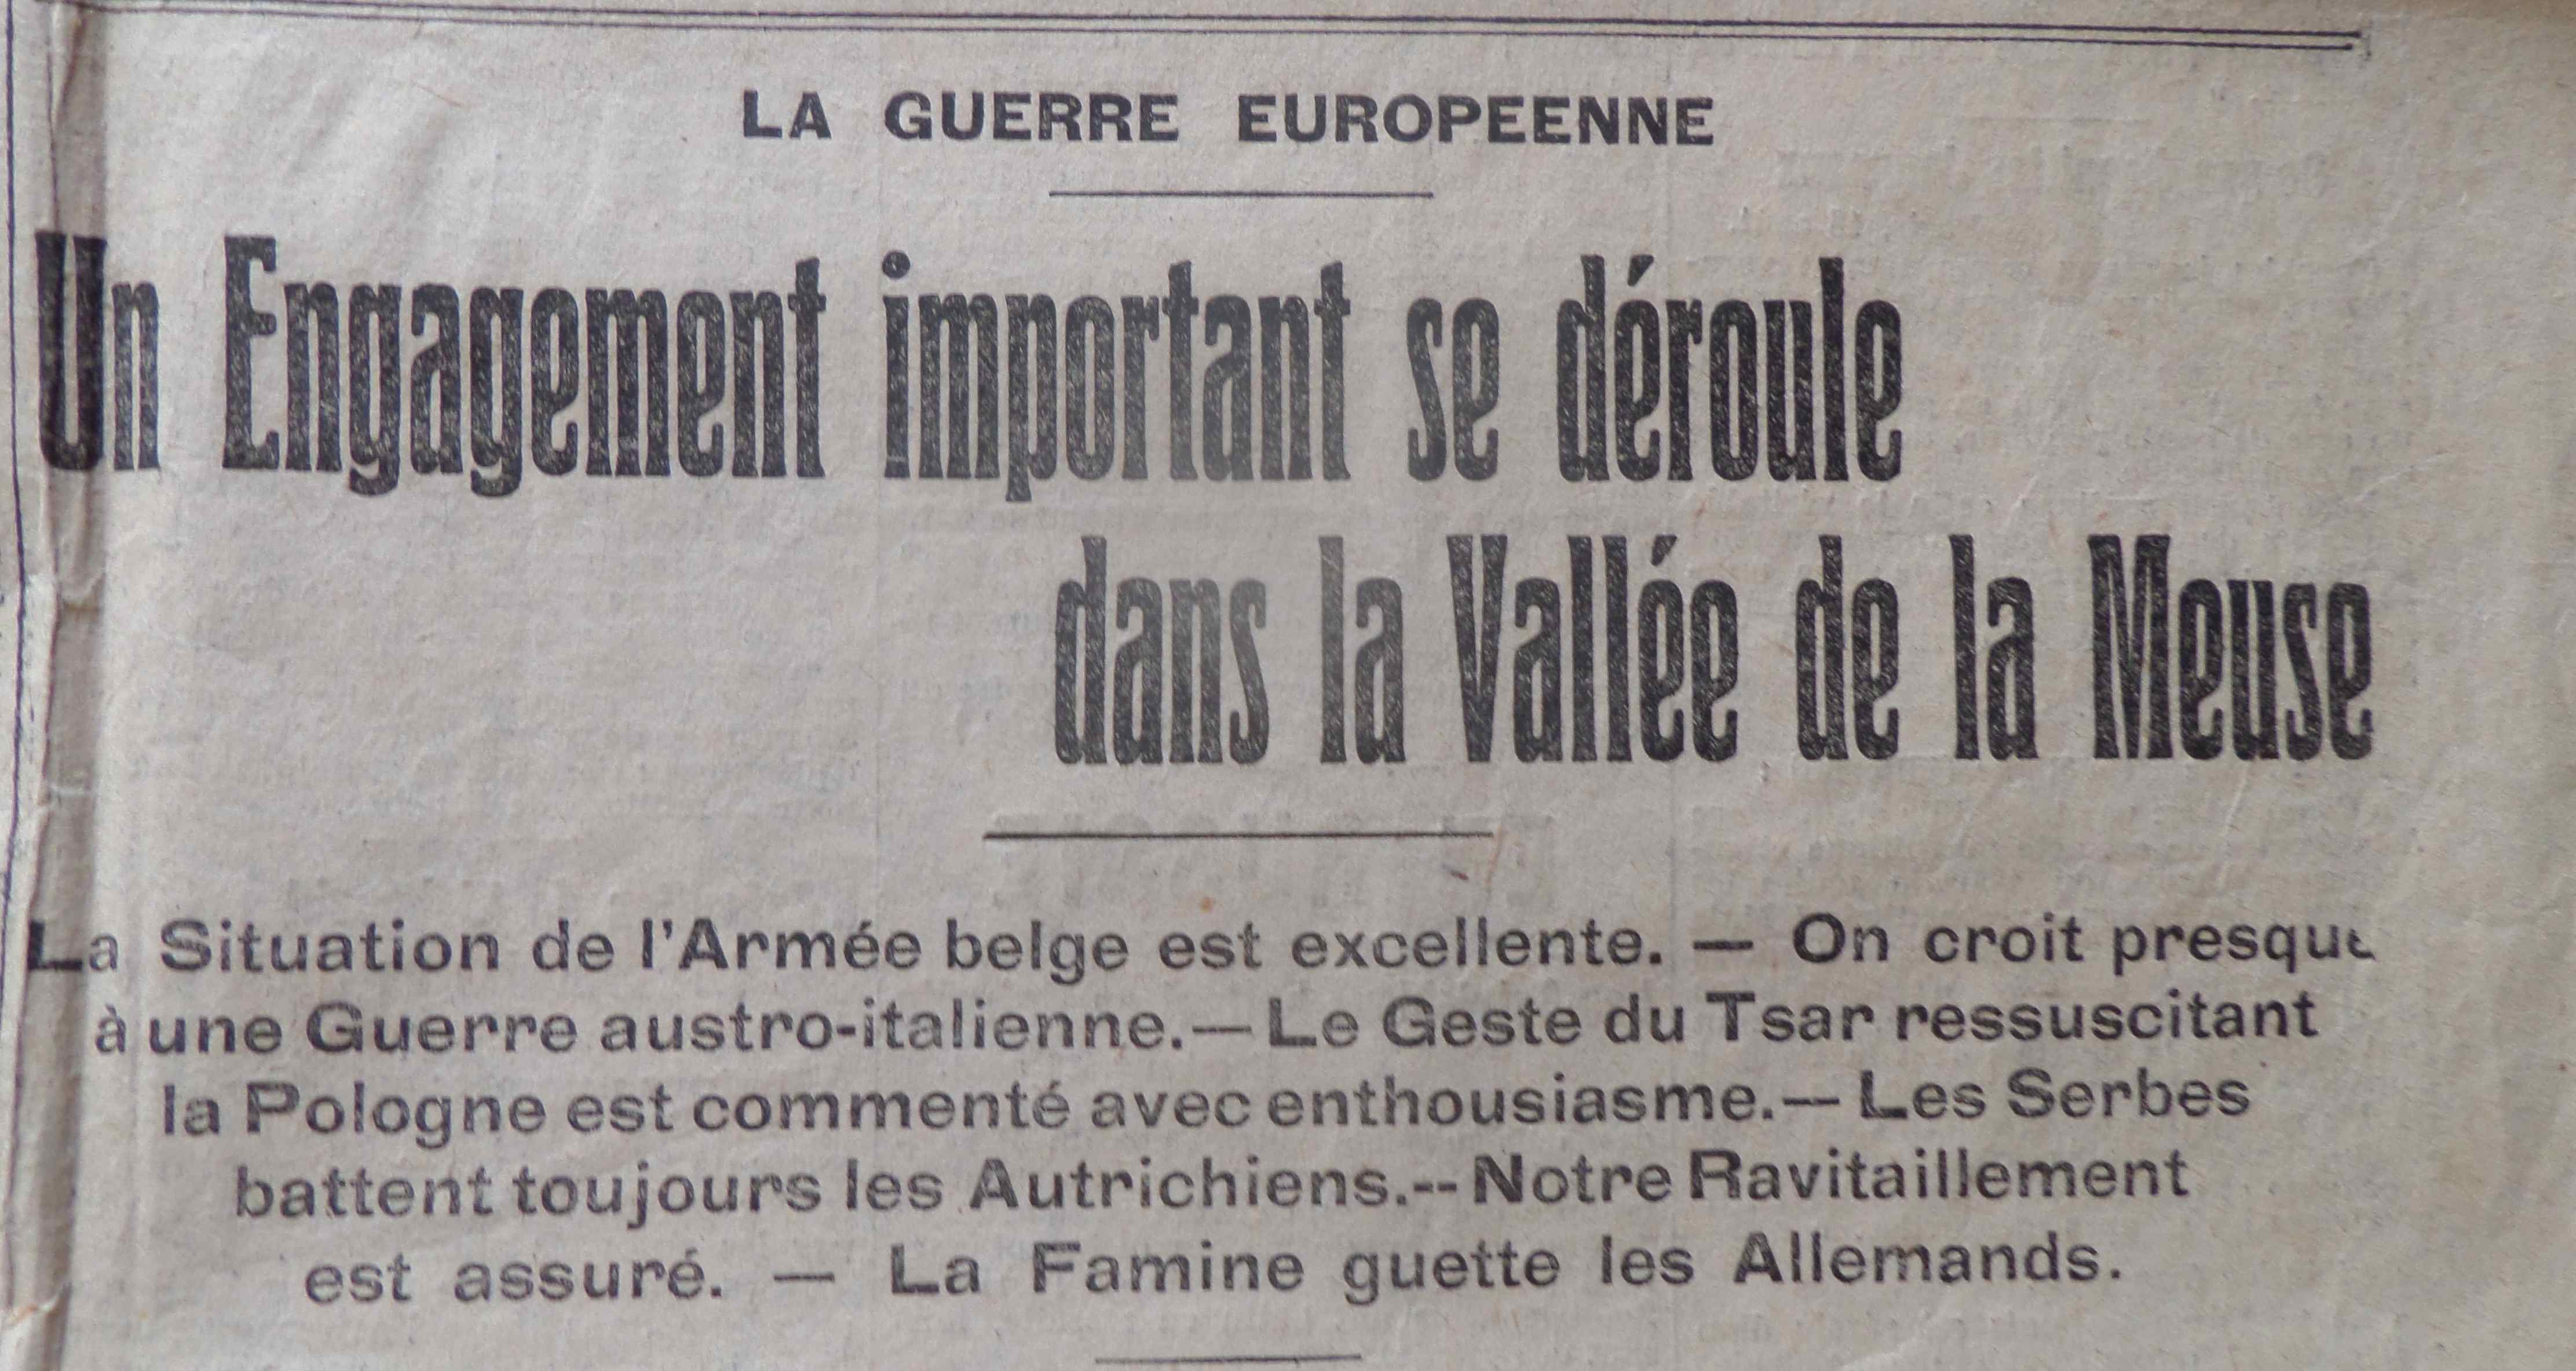 LA GUERRE EUROPEENNE
Un Engagement important se déroule
dans la Vallée de la Meuse
La Situation de l'Armée belge est excellente. — On croit presque
à une Guerre austro-italienne. — Le Geste du Tsar ressuscitant
la Pologne est commenté avec enthousiasme. — Les Serbes
battent toujours les Autrichiens. -- Notre Ravitaillement
est assuré. — La Famine guette les Allemands.